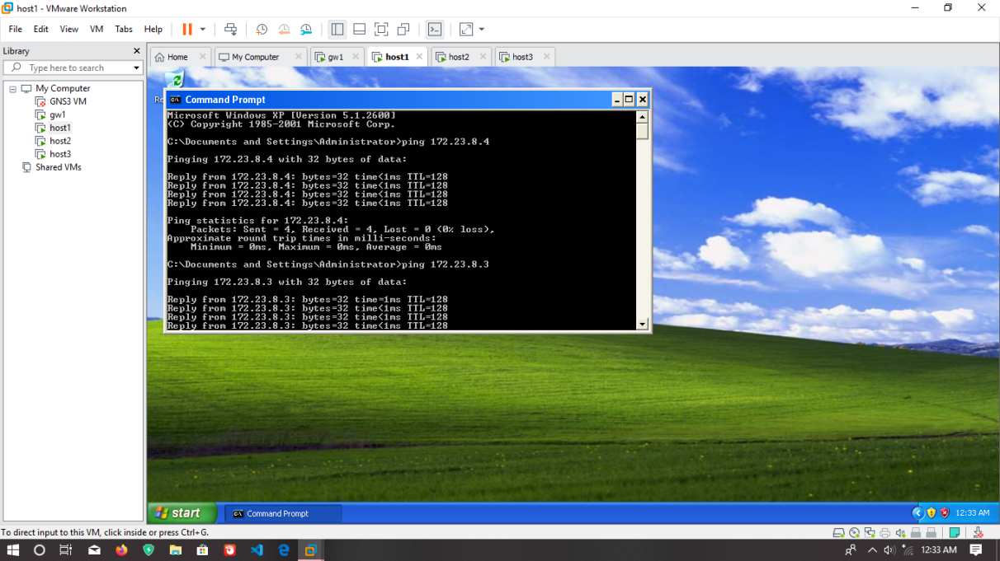 host1 - VMware Workstation
File Edit View VM Tabs Help
Library
Type here to search
My Computer
GNS3 VM
gw1
host1
host2
host3
Shared VMs
Home My Computer gw1 host1 host2 host3
Re
Command Prompt
Microsoft Windows XP [Version 5.1.2600]
(C) Copyright 1985-2001 Microsoft Corp.
C:\Documents and Settings\Administrator>ping 172.23.8.4
Pinging 172.23.8.4 with 32 bytes of data:
Reply from 172.23.8.4: bytes=32 time<1ms TTL=128
Reply from 172.23.8.4: bytes=32 time<1ms TTL=128
Reply from 172.23.8.4: bytes=32 time<1ms TTL=128
Reply from 172.23.8.4: bytes=32 time<1ms TTL=128
Ping statistics for 172.23.8.4:
Packets: Sent = 4, Received = 4, Lost = 0 (0% loss),
Approximate round trip times in milli-seconds:
Minimum = 0ms, Maximum = 0ms, Average = 0ms
C:\Documents and Settings\Administrator>ping 172.23.8.3
Pinging 172.23.8.3 with 32 bytes of data:
Reply from 172.23.8.3: bytes=32 time=1ms TTL=128
Reply from 172.23.8.3: bytes=32 time<1ms TTL=128
Reply from 172.23.8.3: bytes=32 time<1ms TTL=128
Reply from 172.23.8.3: bytes=32 time<1ms TTL=128
start Command Prompt 12:33 AM
To direct input to this VM, click inside or press Ctrl+G.
12:33 AM